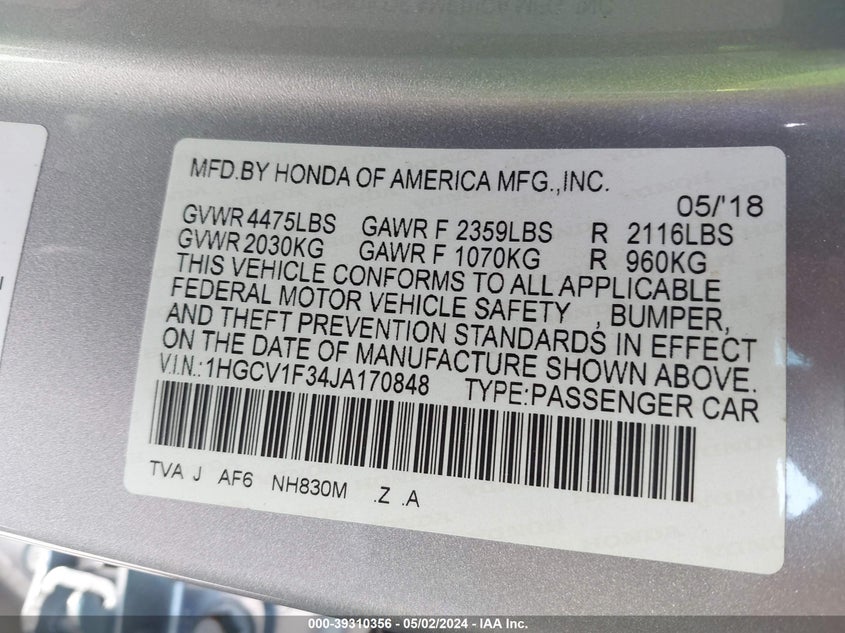 MFD.BY HONDA OF AMERICA MFG.,INC.
05/'18
GVWR 4475LBS GAWR F 2359LBS R 2116LBS
GVWR 2030KG GAWR F 1070KG R 960KG
THIS VEHICLE CONFORMS TO ALL APPLICABLE
FEDERAL MOTOR VEHICLE SAFETY , BUMPER,
AND THEFT PREVENTION STANDARDS IN EFFECT
ON THE DATE OF MANUFACTURE SHOWN ABOVE.
V.I.N.:1HGCV1F34JA170848 TYPE:PASSENGER CAR
TVA J AF6 NH830M .Z .A
000-39310356 - 05/02/2024 - IAA Inc.